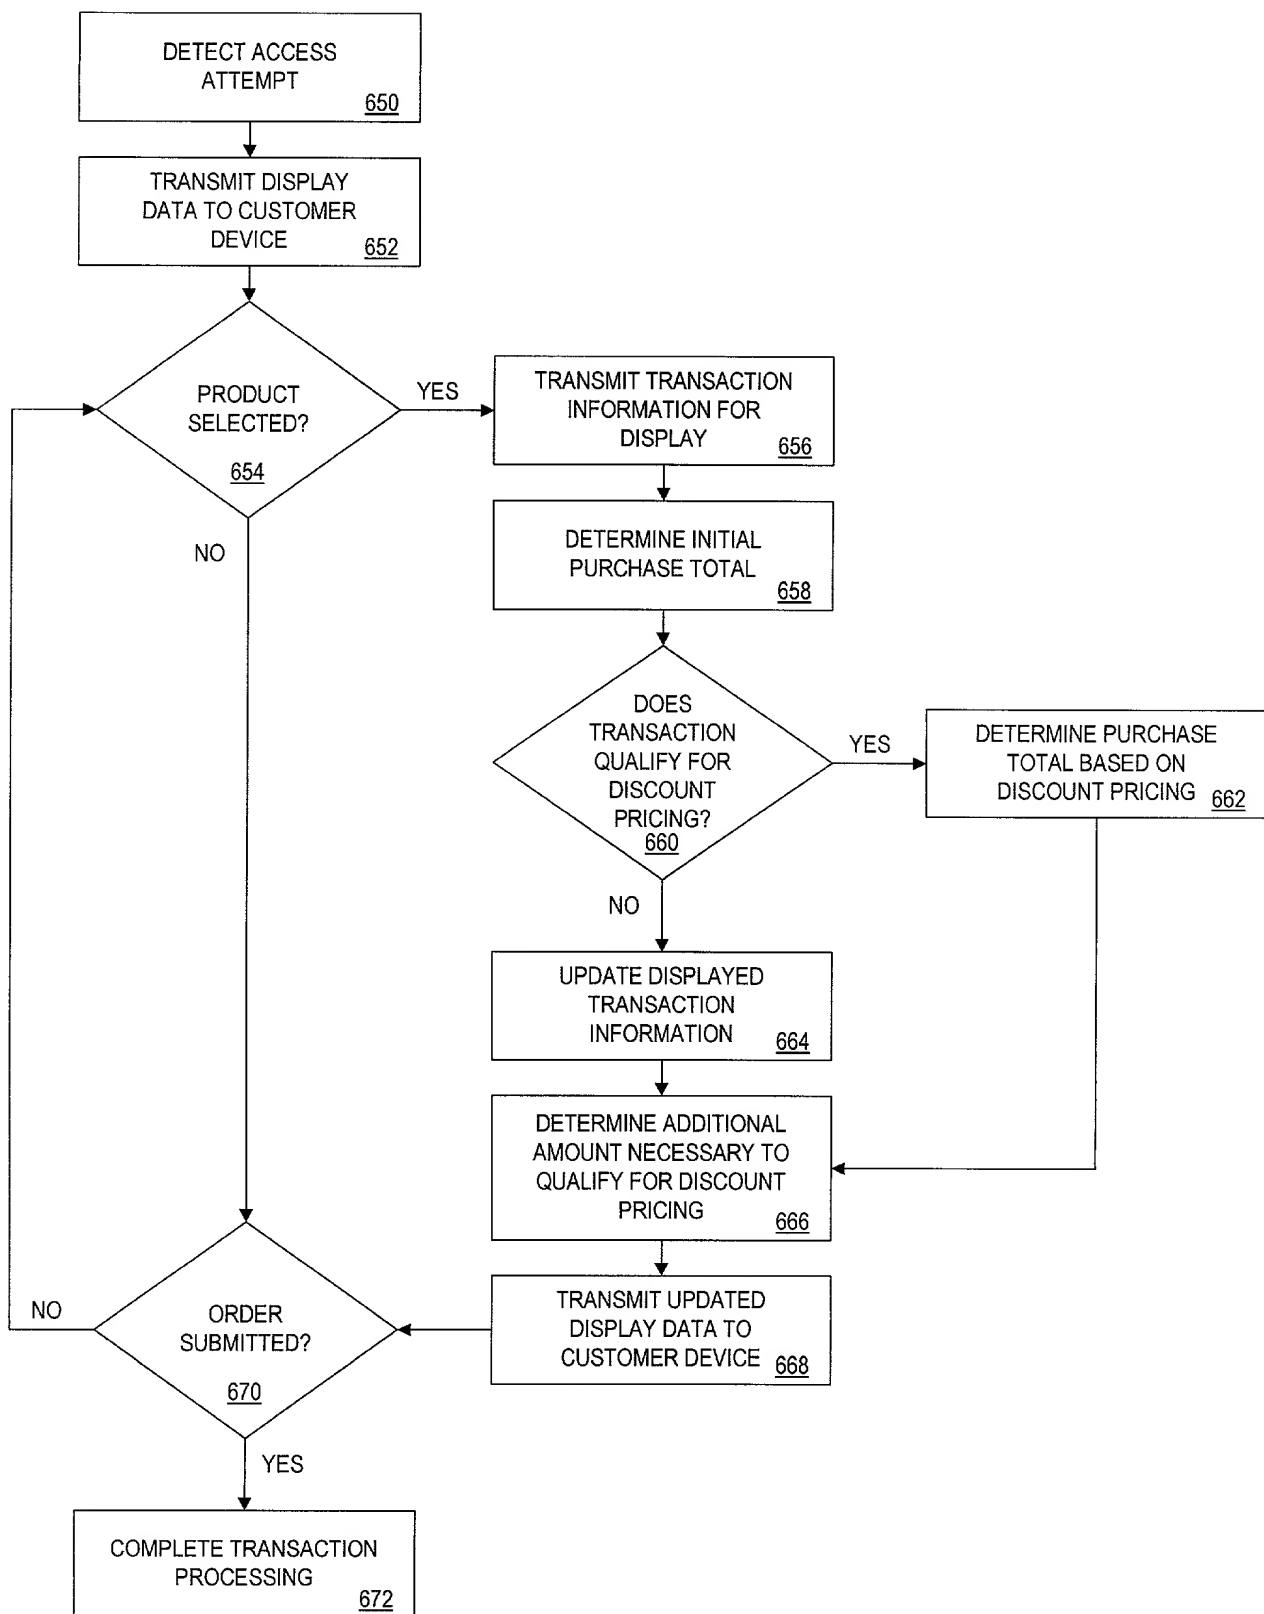 DETECT ACCESS
ATTEMPT
650
TRANSMIT DISPLAY
DATA TO CUSTOMER
DEVICE
652
PRODUCT
SELECTED?
654
YES
NO
TRANSMIT TRANSACTION
INFORMATION FOR
DISPLAY
656
DETERMINE INITIAL
PURCHASE TOTAL
658
DOES
TRANSACTION
QUALIFY FOR
DISCOUNT
PRICING?
660
YES
NO
DETERMINE PURCHASE
TOTAL BASED ON
DISCOUNT PRICING
662
UPDATE DISPLAYED
TRANSACTION
INFORMATION
664
DETERMINE ADDITIONAL
AMOUNT NECESSARY TO
QUALIFY FOR DISCOUNT
PRICING
666
TRANSMIT UPDATED
DISPLAY DATA TO
CUSTOMER DEVICE
668
ORDER
SUBMITTED?
670
NO
YES
COMPLETE TRANSACTION
PROCESSING
672